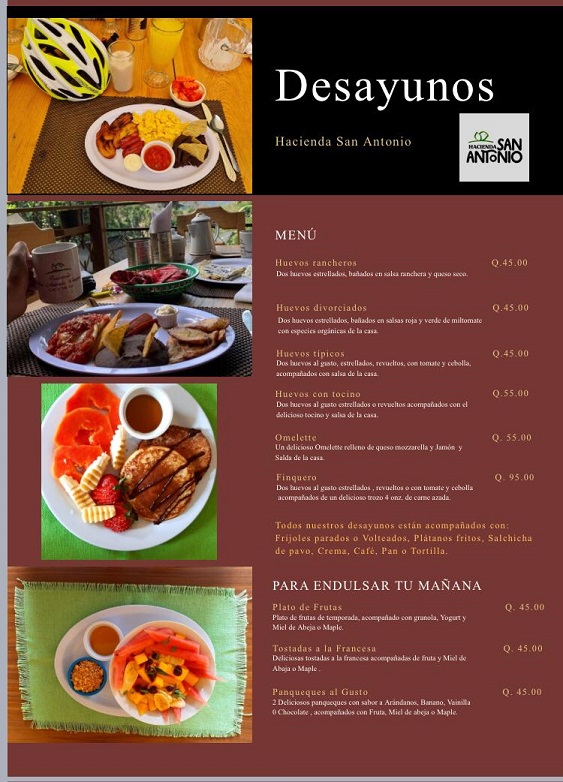 Desayunos
Hacienda San Antonio
HACIENDA SAN
ANTONIO
MENÚ
Huevos rancheros Q.45.00
Dos huevos estrellados, bañados en salsa ranchera y queso seco.
Huevos divorciados Q.45.00
Dos huevos estrellados, bañados en salsas roja y verde de miltomate
con especies orgánicas de la casa.
Huevos típicos Q.45.00
Dos huevos al gusto, estrellados, revueltos, con tomate y cebolla,
acompañados con salsa de la casa.
Huevos con tocino Q.55.00
Dos huevos al gusto estrellados o revueltos acompañados con el
delicioso tocino y salsa de la casa.
Omelette Q. 55.00
Un delicioso Omelette relleno de queso mozzarella y Jamón y
Salda de la casa.
Finquero Q. 95.00
Dos huevos al gusto estrellados , revueltos o con tomate y cebolla
acompañados de un delicioso trozo 4 onz. de carne azada.
Todos nuestros desayunos están acompañados con:
Frijoles parados o Volteados, Plátanos fritos, Salchicha
de pavo, Crema, Café, Pan o Tortilla.
PARA ENDULSAR TU MAÑANA
Plato de Frutas Q. 45.00
Plato de frutas de temporada, acompañado con granola, Yogurt y
Miel de Abeja o Maple.
Tostadas a la Francesa Q. 45.00
Deliciosas tostadas a la francesa acompañadas de fruta y Miel de
Abaja o Maple .
Panqueques al Gusto Q. 45.00
2 Deliciosos panqueques con sabor a Arándanos, Banano, Vainilla
0 Chocolate , acompañados con Fruta, Miel de abeja o Maple.